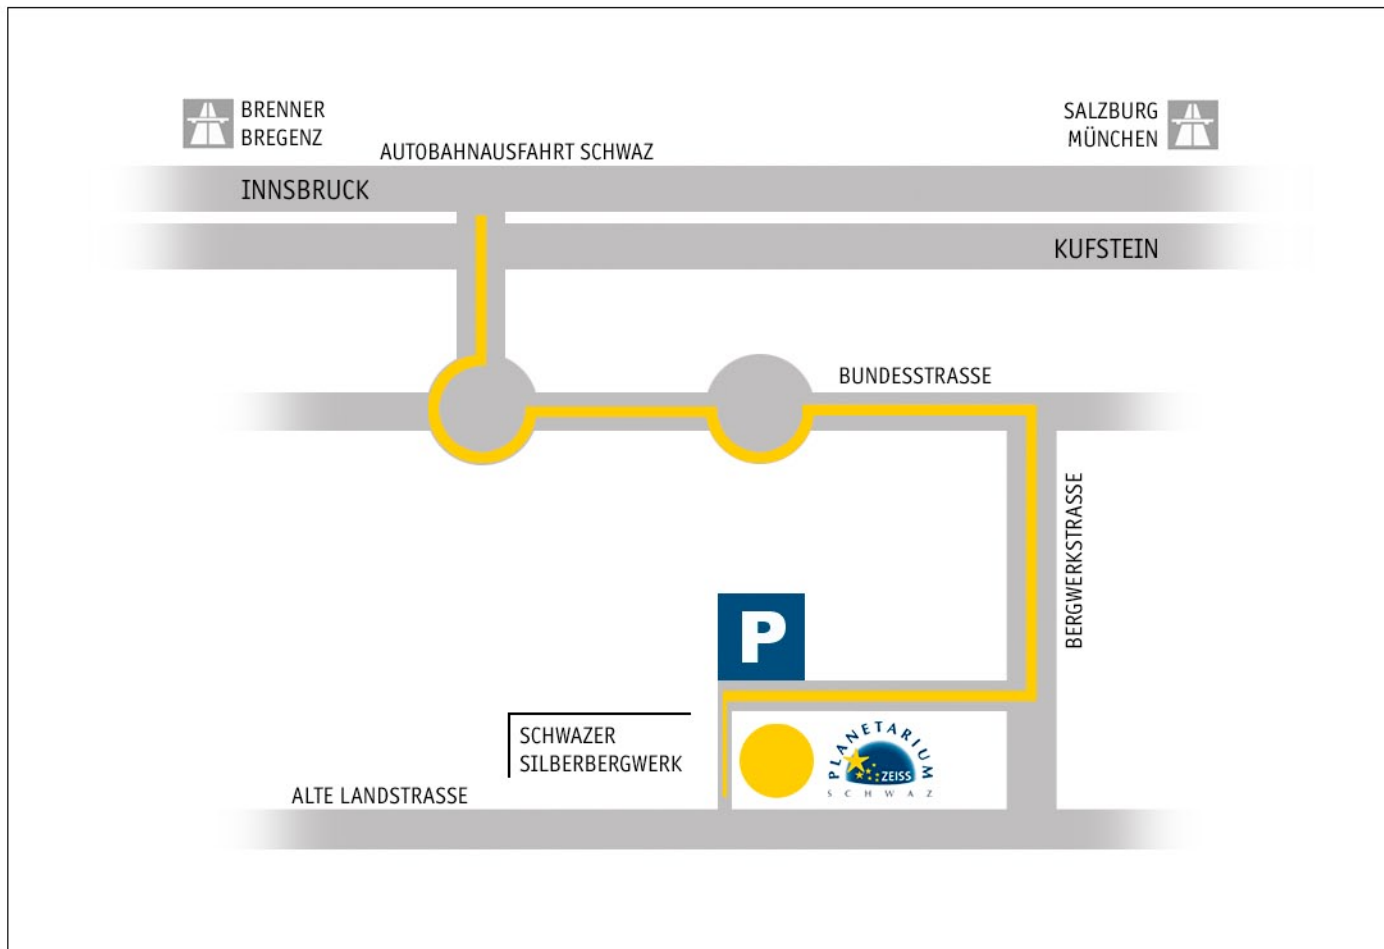 BRENNER
BREGENZ
SALZBURG
MÜNCHEN
AUTOBAHNAUSFAHRT SCHWAZ
INNSBRUCK
KUFSTEIN
BUNDESSTRASSE
BERGWERKSTRASSE
P
SCHWAZER
SILBERBERGWERK
PLANETARIUM
ZEISS
SCHWAZ
ALTE LANDSTRASSE